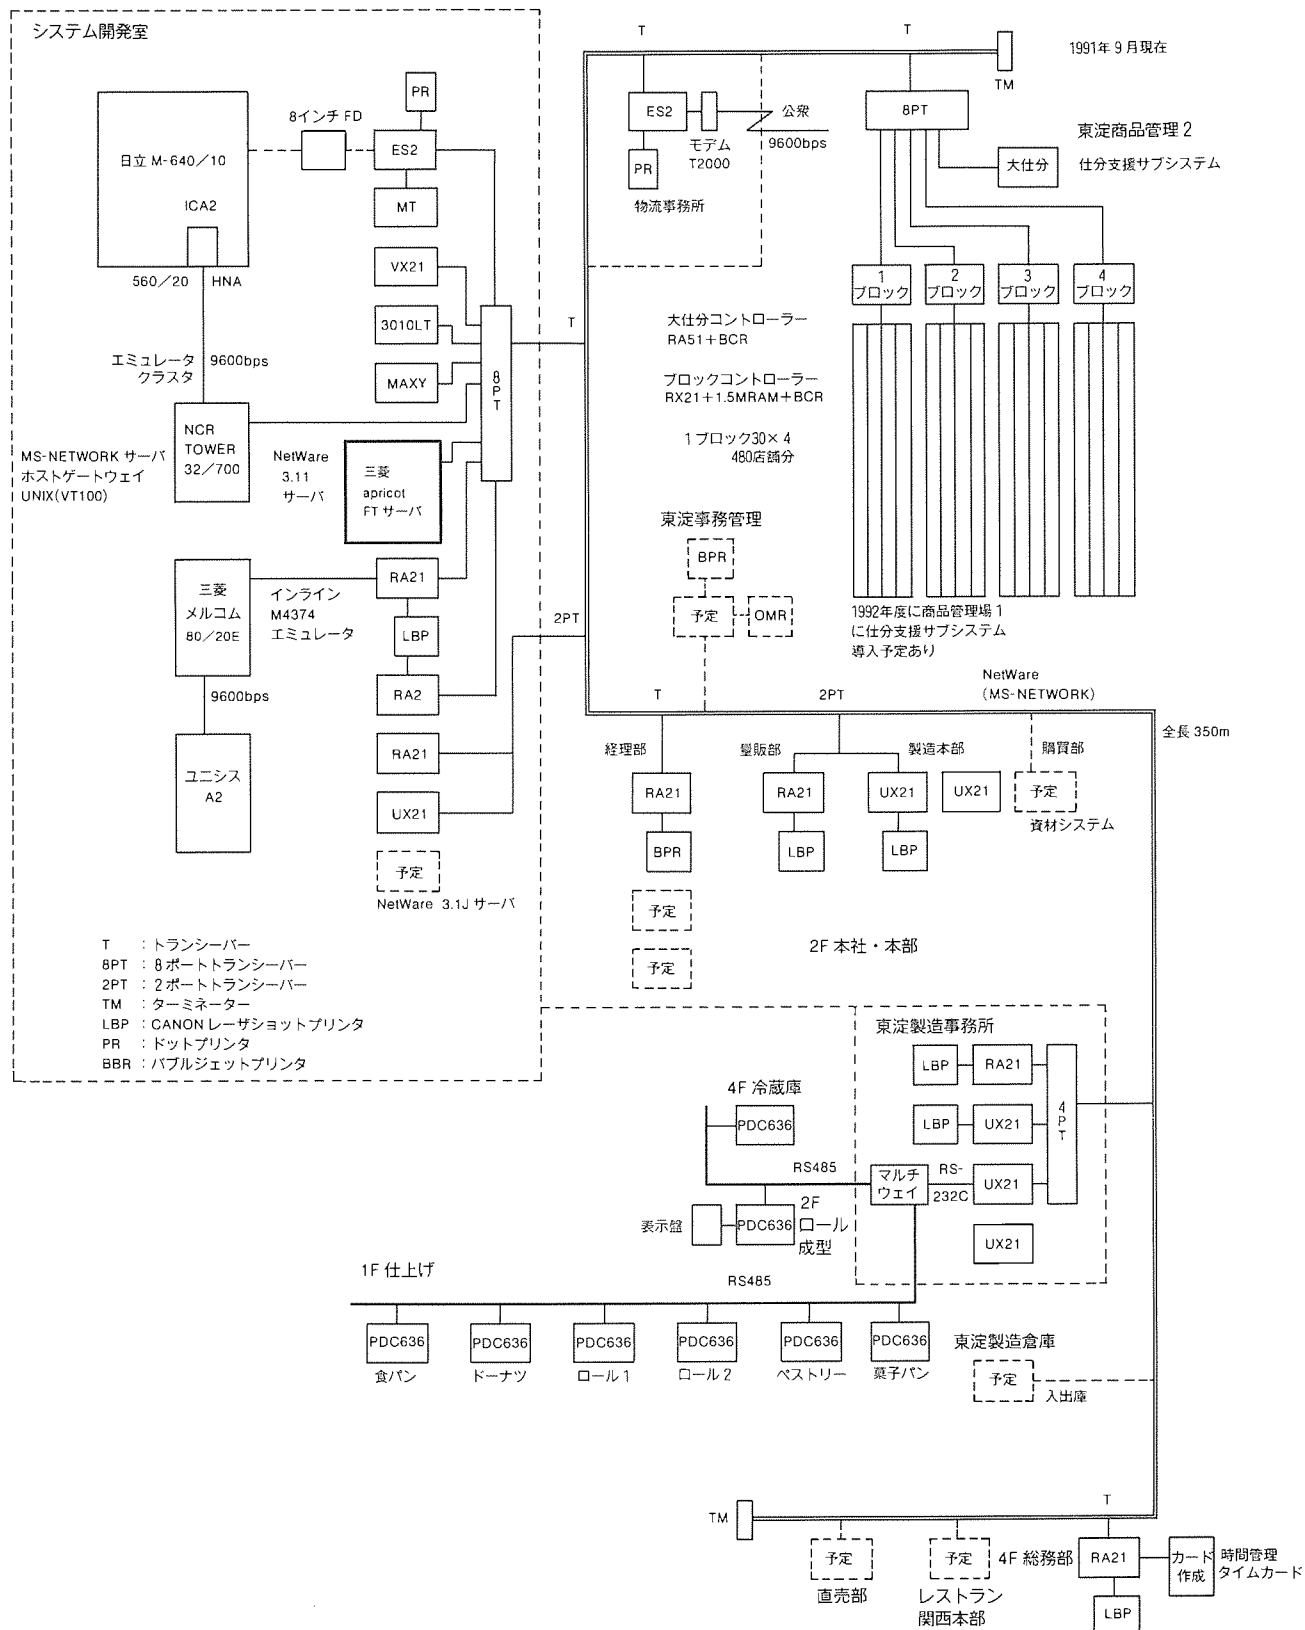 システム開発室
日立 M-640／10
ICA2
560／20 HNA
8インチ FD
PR
ES2
MT
VX21
3010LT
MAXY
8PT
エミュレータ
クラスタ
9600bps
NCR
TOWER
32／700
MS-NETWORK サーバ
ホストゲートウェイ
UNIX(VT100)
NetWare
3.11
サーバ
三菱
apricot
FT サーバ
三菱
メルコム
80／20E
インライン
M4374
エミュレータ
RA21
LBP
RA2
9600bps
ユニシス
A2
RA21
UX21
予定
NetWare 3.1J サーバ
T ：トランシーバー
8PT ：8ポートトランシーバー
2PT ：2ポートトランシーバー
TM ：ターミネーター
LBP ：CANON レーザショットプリンタ
PR ：ドットプリンタ
BBR ：バブルジェットプリンタ
T
T
TM
1991年9月現在
ES2
PR
モデム
T2000
公衆
9600bps
物流事務所
8PT
東淀商品管理2
大仕分
仕分支援サブシステム
1
ブロック
2
ブロック
3
ブロック
4
ブロック
T
大仕分コントローラー
RA51＋BCR
ブロックコントローラー
RX21＋1.5MRAM＋BCR
1ブロック30×4
480店舗分
1992年度に商品管理場1
に仕分支援サブシステム
導入予定あり
東淀事務管理
BPR
予定
OMR
2PT
T
2PT
NetWare
(MS-NETWORK)
全長 350m
経理部
RA21
BPR
予定
予定
量販部
RA21
LBP
製造本部
UX21
LBP
UX21
購買部
予定
資材システム
2F 本社・本部
東淀製造事務所
LBP
RA21
LBP
UX21
4PT
マルチ
ウェイ
RS-
232C
UX21
UX21
4F 冷蔵庫
PDC636
RS485
表示盤
PDC636
2F
ロール
成型
1F 仕上げ
RS485
PDC636
食パン
PDC636
ドーナツ
PDC636
ロール1
PDC636
ロール2
PDC636
ペストリー
PDC636
菓子パン
東淀製造倉庫
予定
入出庫
TM
T
予定
直売部
予定
レストラン
関西本部
4F 総務部
RA21
LBP
カード
作成
時間管理
タイムカード